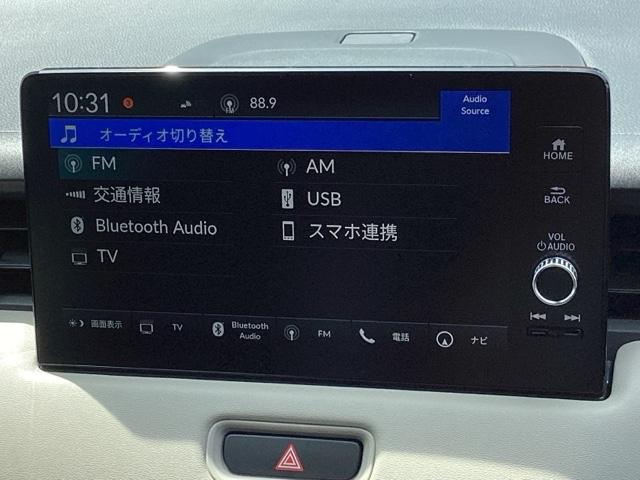 10:31 3 FM 88.9 Audio
Source
オーディオ切り替え
FM AM
交通情報 USB
Bluetooth Audio スマホ連携
TV
HOME
BACK
VOL
AUDIO
画面表示 TV Bluetooth
Audio FM 電話 ナビ